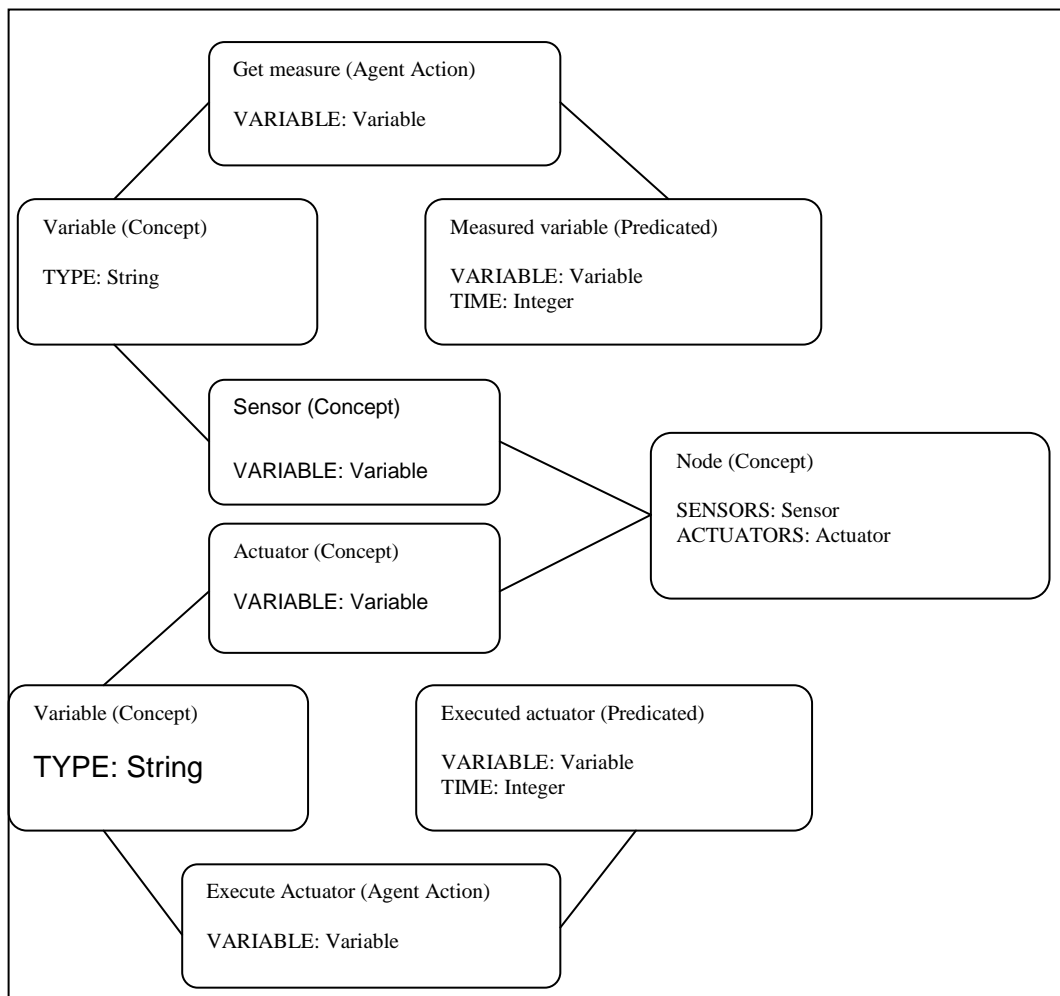 Get measure (Agent Action)
VARIABLE: Variable
Variable (Concept)
TYPE: String
Measured variable (Predicated)
VARIABLE: Variable
TIME: Integer
Sensor (Concept)
VARIABLE: Variable
Node (Concept)
SENSORS: Sensor
ACTUATORS: Actuator
Actuator (Concept)
VARIABLE: Variable
Variable (Concept)
TYPE: String
Executed actuator (Predicated)
VARIABLE: Variable
TIME: Integer
Execute Actuator (Agent Action)
VARIABLE: Variable